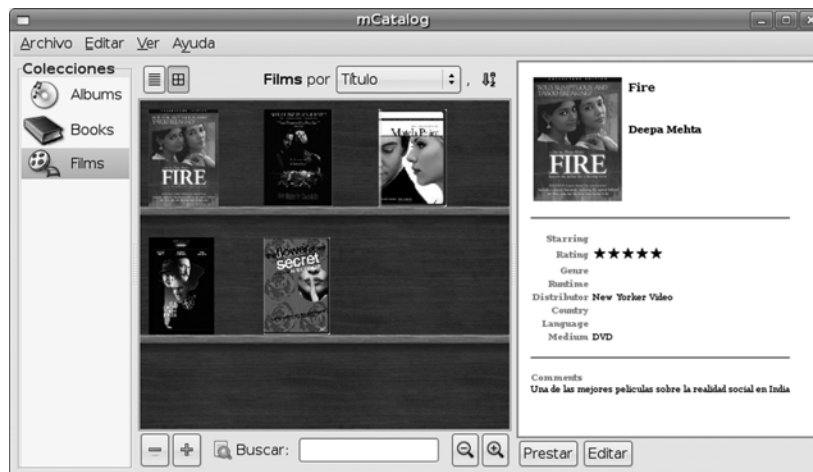 mCatalog
Archivo Editar Ver Ayuda
Colecciones
Albums
Books
Films
Films por Título ,
FIRE
Match Point
secret
Buscar:
FIRE
Fire
Deepa Mehta
Starring
Rating ★★★★★
Genre
Runtime
Distributor New Yorker Video
Country
Language
Medium DVD
Comments
Una de las mejores peliculas sobre la realidad social en India
Prestar Editar